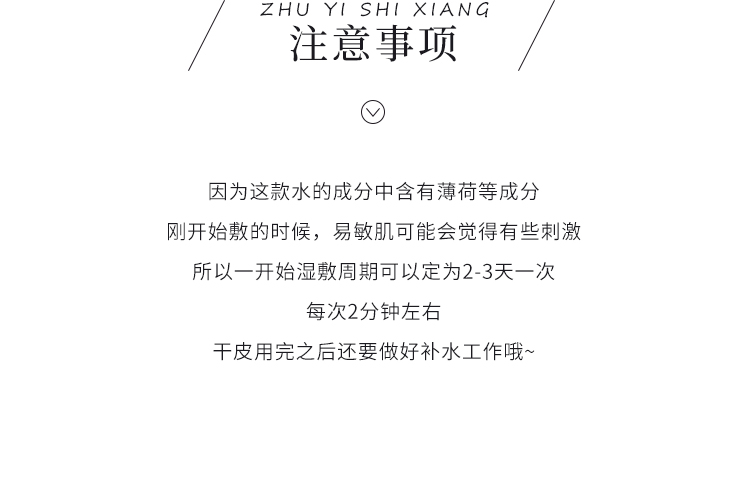 ZHU YI SHI XIANG
注意事项
因为这款水的成分中含有薄荷等成分
刚开始敷的时候，易敏肌可能会觉得有些刺激
所以一开始湿敷周期可以定为2-3天一次
每次2分钟左右
干皮用完之后还要做好补水工作哦~